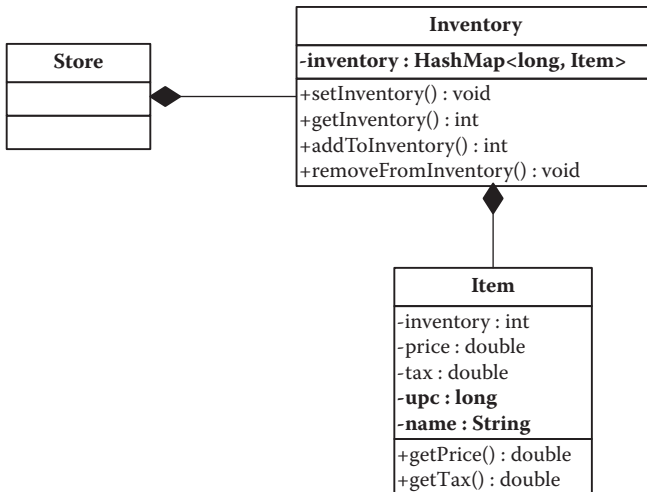 Store
Inventory
-inventory : HashMap<long, Item>
+setInventory() : void
+getInventory() : int
+addToInventory() : int
+removeFromInventory() : void
Item
-inventory : int
-price : double
-tax : double
-upc : long
-name : String
+getPrice() : double
+getTax() : double